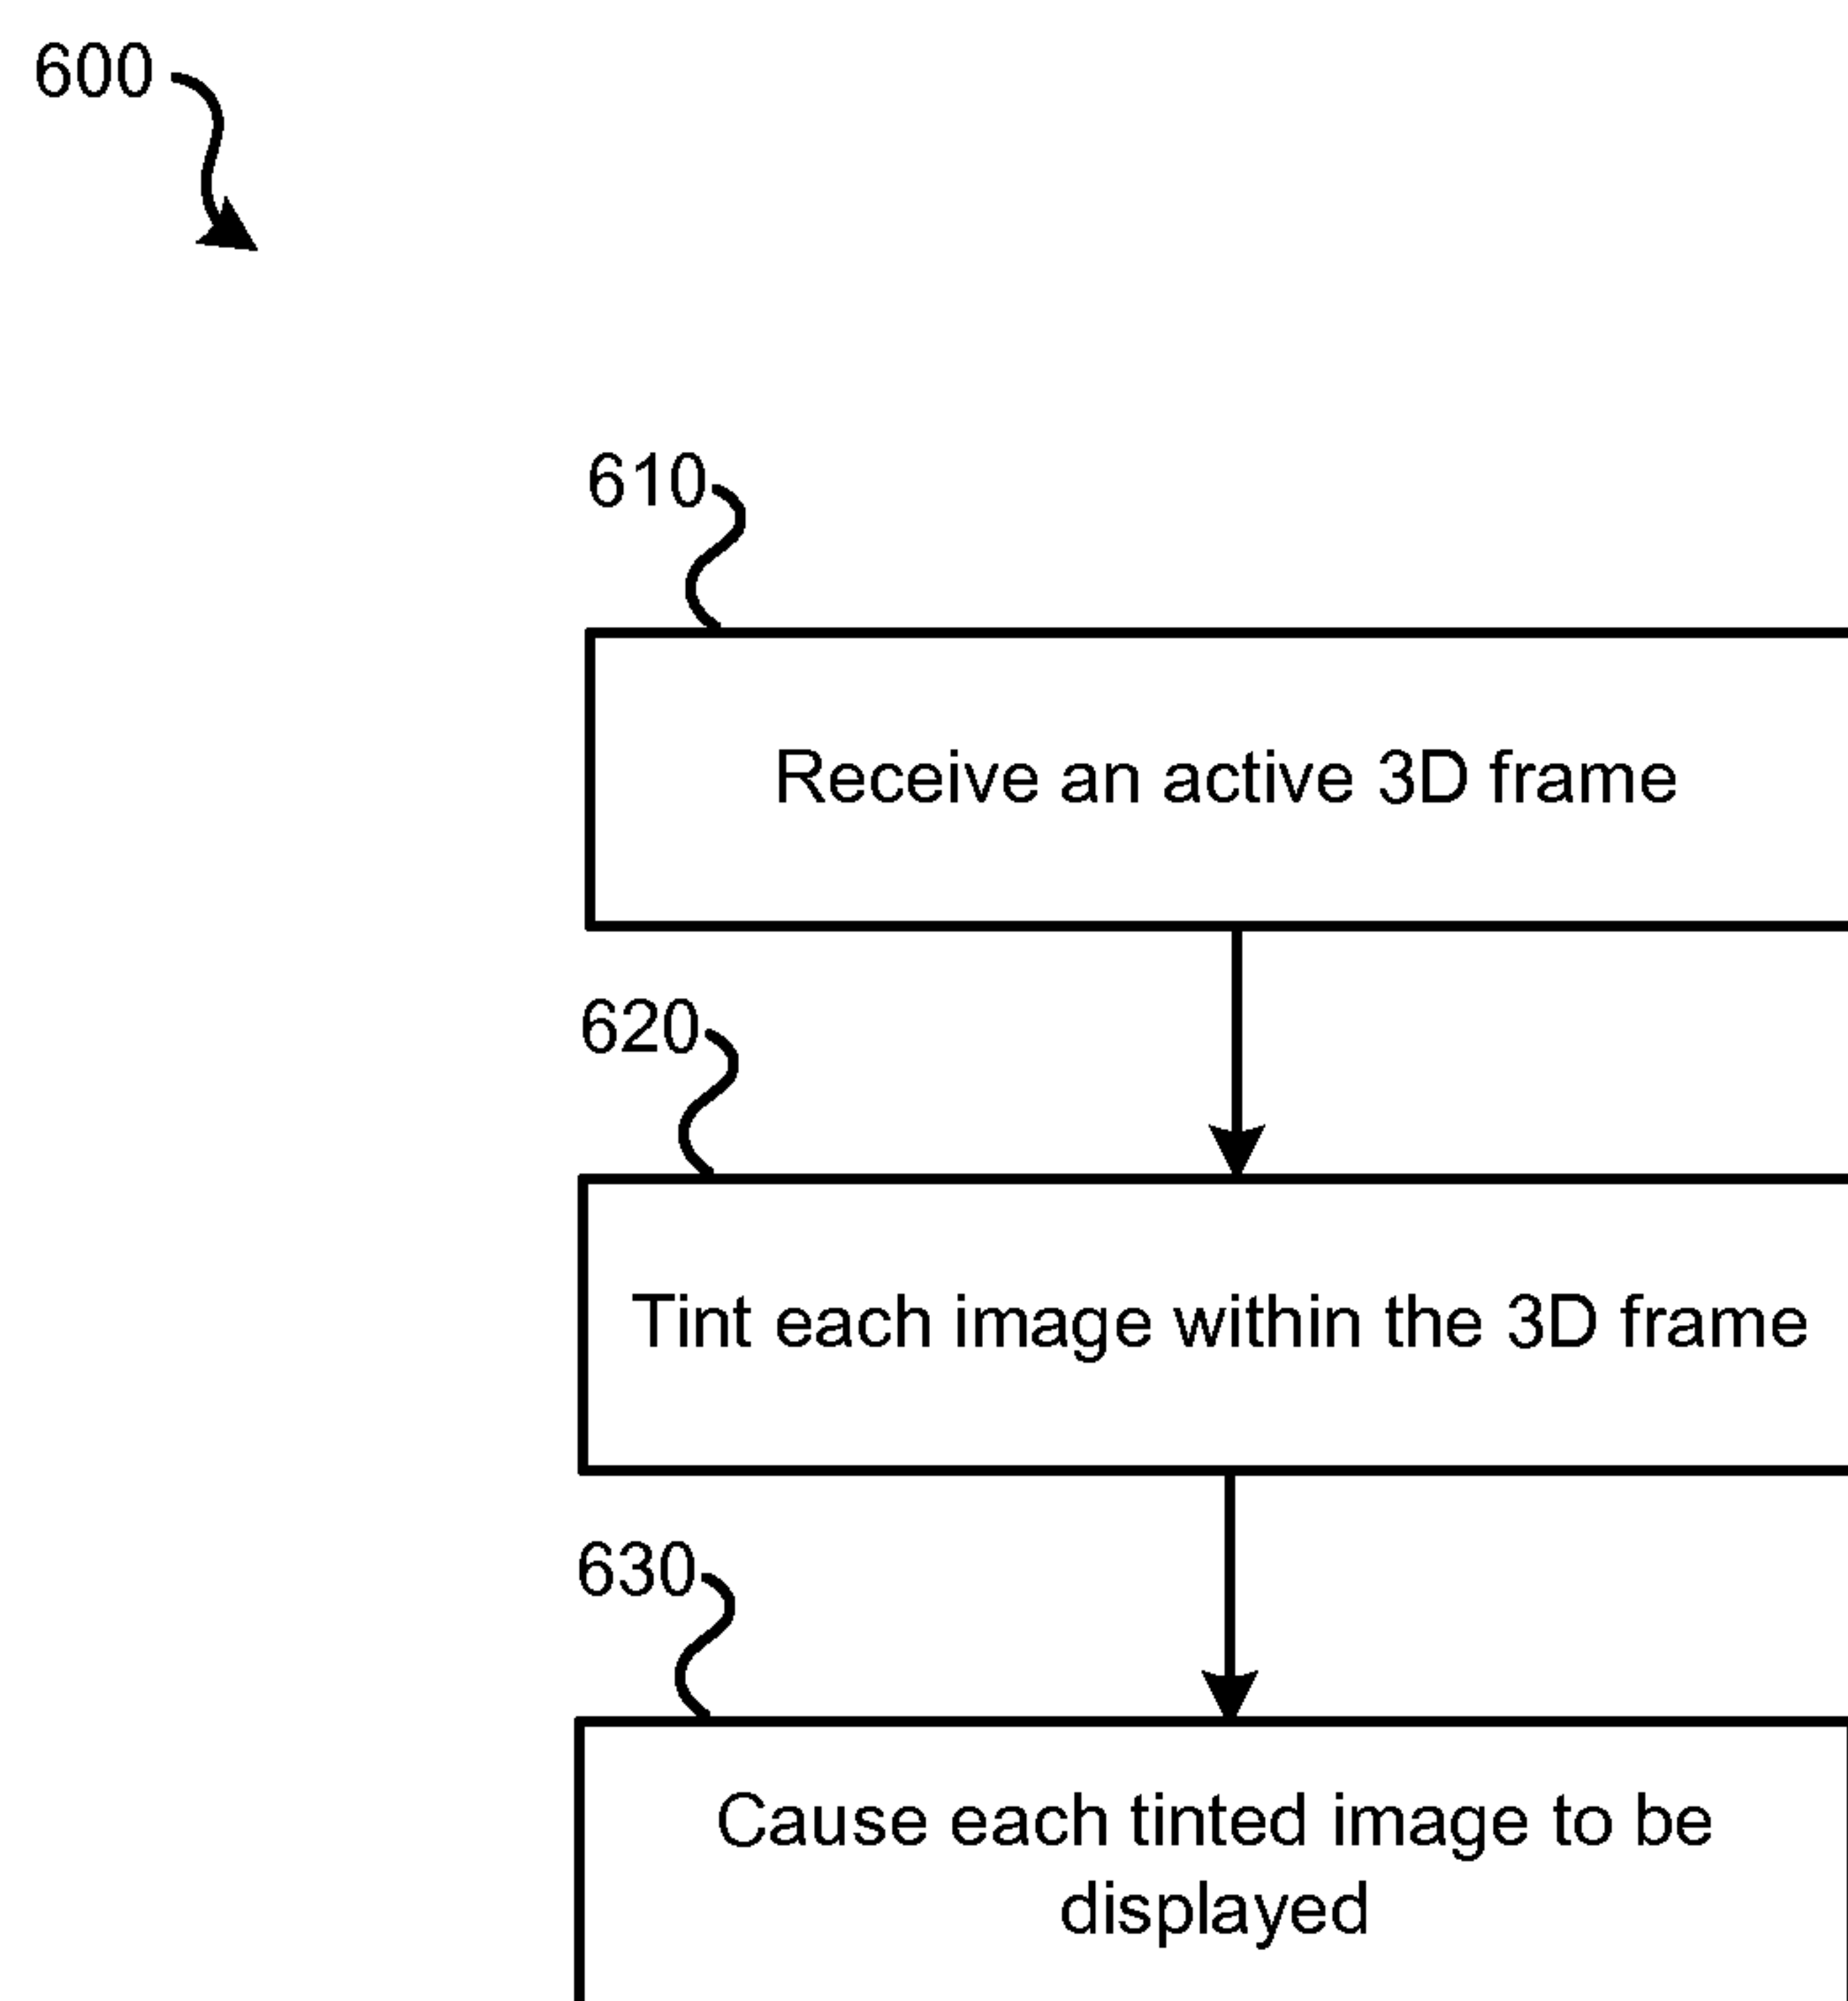 600
610
Receive an active 3D frame
620
Tint each image within the 3D frame
630
Cause each tinted image to be
displayed